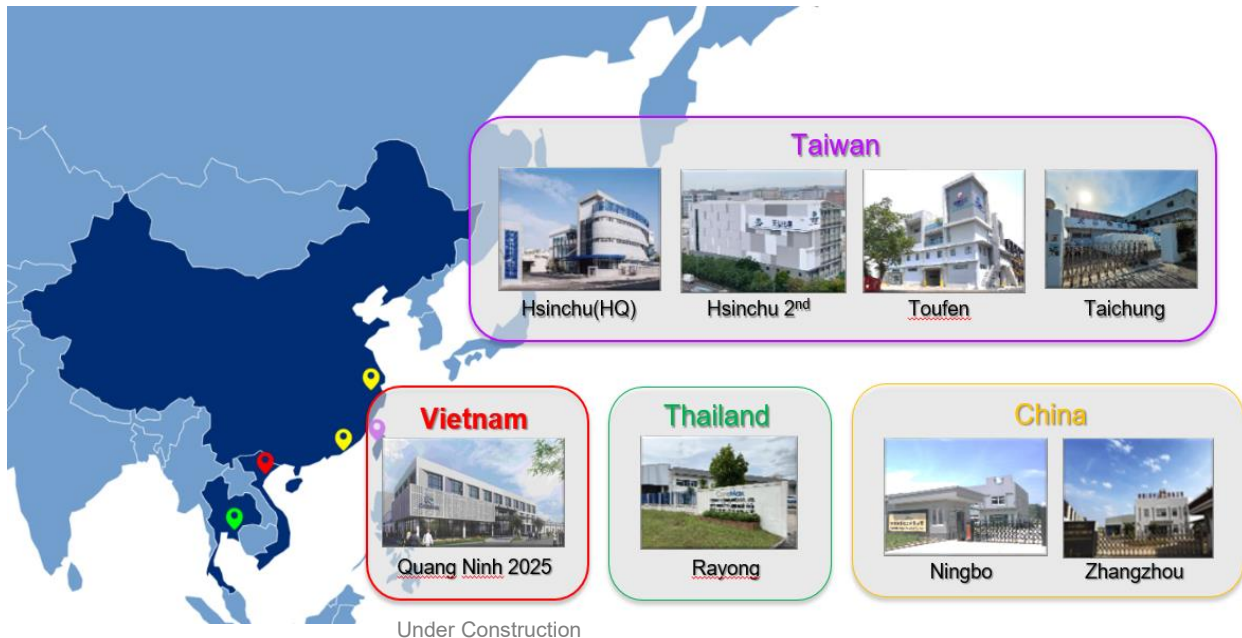 Taiwan
Hsinchu(HQ)
Hsinchu 2nd
Toufen
Taichung
Vietnam
Quang Ninh 2025
Under Construction
Thailand
Rayong
China
Ningbo
Zhangzhou